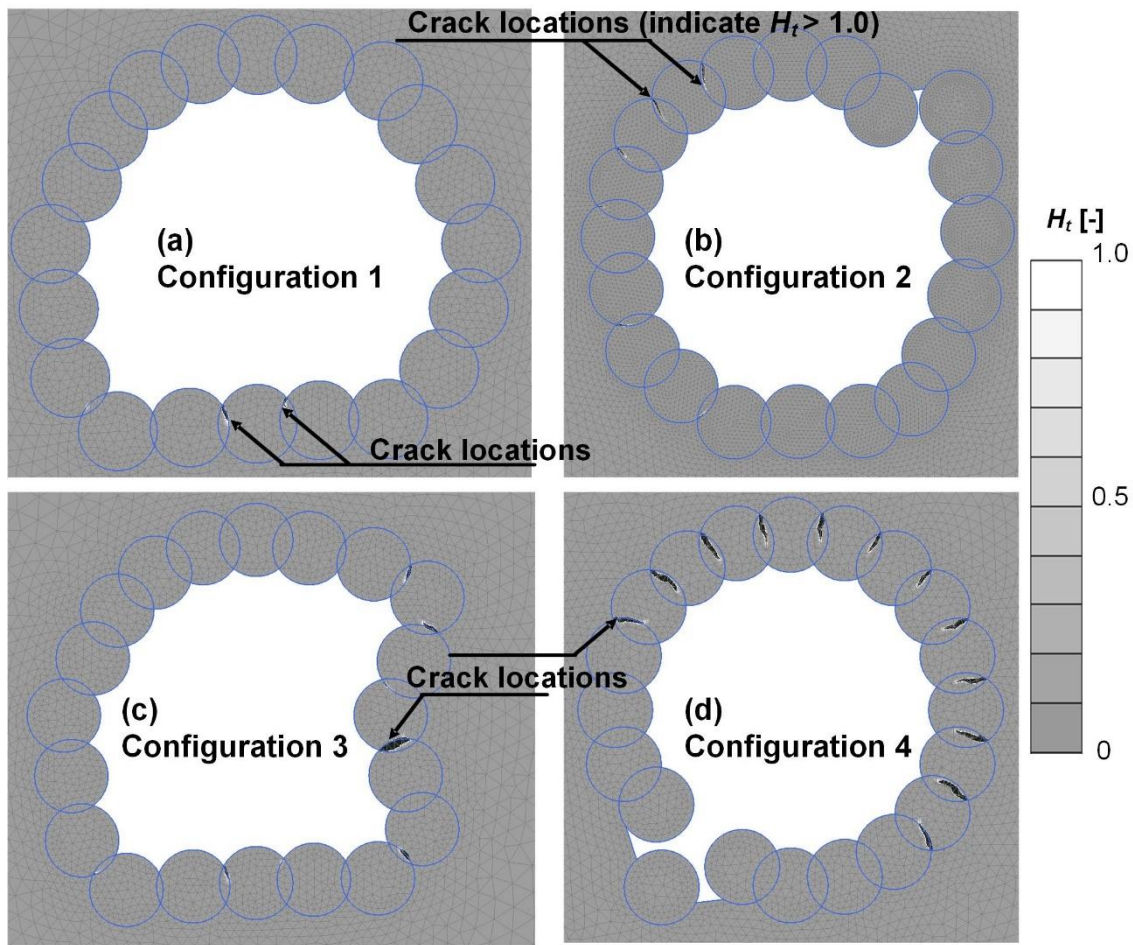 Crack locations (indicate Ht > 1.0)
(a)
Configuration 1
(b)
Configuration 2
Ht [-]
1.0
Crack locations
0.5
Crack locations
(c)
Configuration 3
(d)
Configuration 4
0